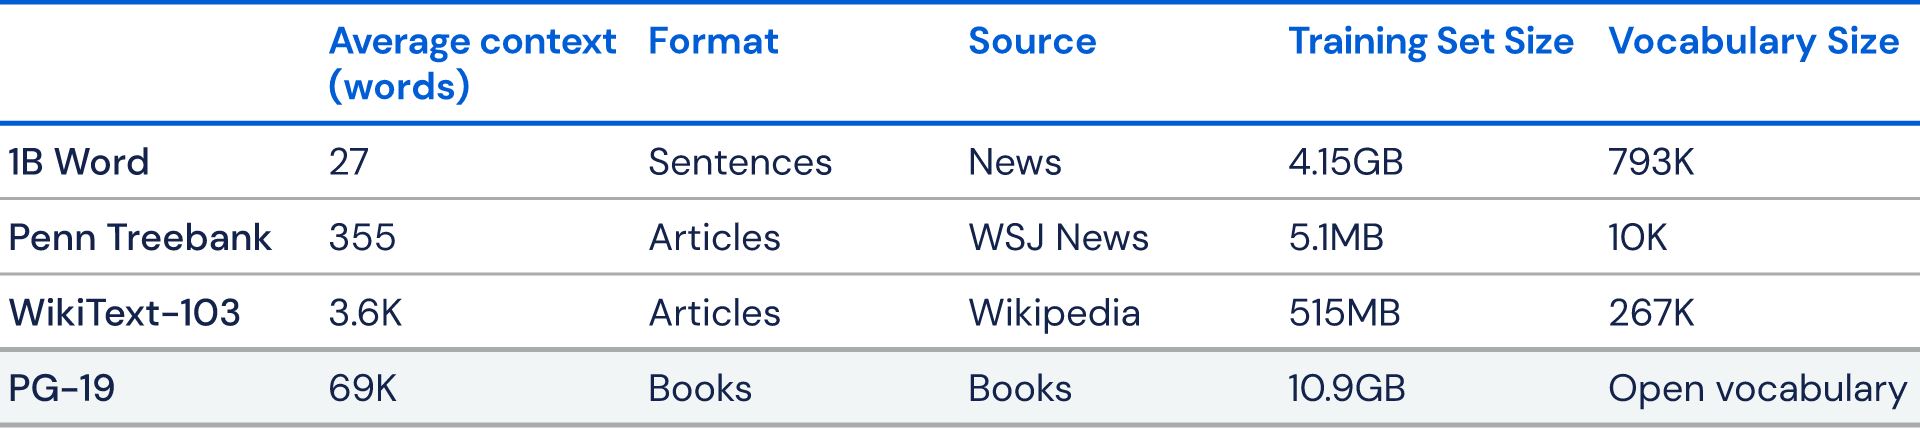 Average context (words) Format Source Training Set Size Vocabulary Size
1B Word 27 Sentences News 4.15GB 793K
Penn Treebank 355 Articles WSJ News 5.1MB 10K
WikiText-103 3.6K Articles Wikipedia 515MB 267K
PG-19 69K Books Books 10.9GB Open vocabulary